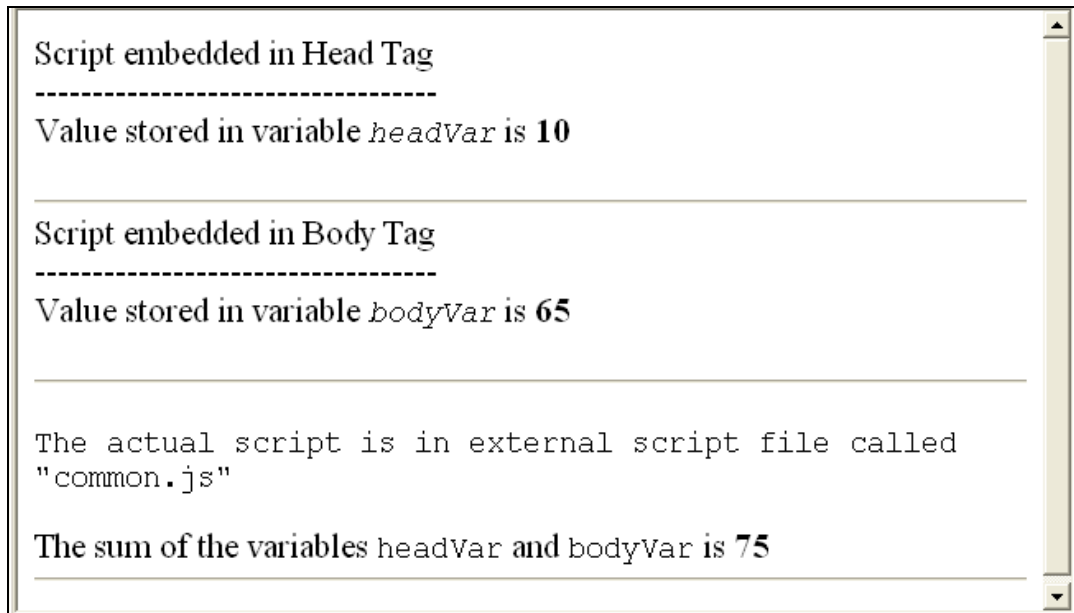 Script embedded in Head Tag
-----------------------------------
Value stored in variable headVar is 10
Script embedded in Body Tag
-----------------------------------
Value stored in variable bodyVar is 65
The actual script is in external script file called
"common.js"
The sum of the variables headVar and bodyVar is 75